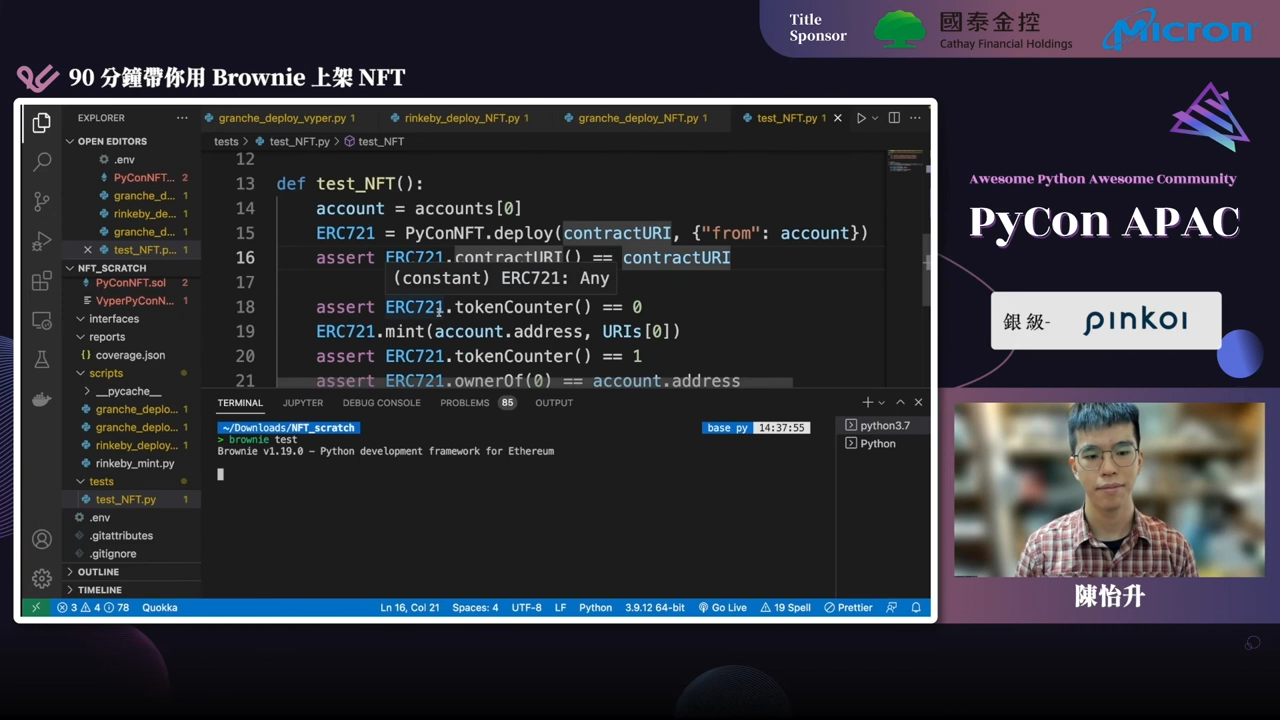 Title
Sponsor
國泰金控
Cathay Financial Holdings
Micron
90 分鐘帶你用 Brownie 上架 NFT
EXPLORER
granche_deploy_vyper.py 1
rinkeby_deploy_NFT.py 1
granche_deploy_NFT.py 1
test_NFT.py 1
OPEN EDITORS
tests > test_NFT.py > test_NFT
.env
PyConNFT... 2
granche_d... 1
rinkeby_de... 1
granche_d... 1
test_NFT.p... 1
NFT_SCRATCH
PyConNFT.sol 2
VyperPyConN... 1
interfaces
reports
coverage.json
scripts
__pycache__
granche_deplo... 1
granche_deplo... 1
rinkeby_deploy... 1
rinkeby_mint.py
tests
test_NFT.py 1
.env
.gitattributes
.gitignore
OUTLINE
TIMELINE
12
13 def test_NFT():
14 account = accounts[0]
15 ERC721 = PyConNFT.deploy(contractURI, {"from": account})
16 assert ERC721.contractURI() == contractURI
(constant) ERC721: Any
17
18 assert ERC721.tokenCounter() == 0
19 ERC721.mint(account.address, URIs[0])
20 assert ERC721.tokenCounter() == 1
21 assert ERC721.ownerOf(0) == account.address
TERMINAL JUPYTER DEBUG CONSOLE PROBLEMS 85 OUTPUT
~/Downloads/NFT_scratch base py 14:37:55
> brownie test
Brownie v1.19.0 - Python development framework for Ethereum
python3.7
Python
3 4 78 Quokka Ln 16, Col 21 Spaces: 4 UTF-8 LF Python 3.9.12 64-bit Go Live 19 Spell Prettier
Awesome Python Awesome Community
PyCon APAC
銀級- pinkoi
陳怡升